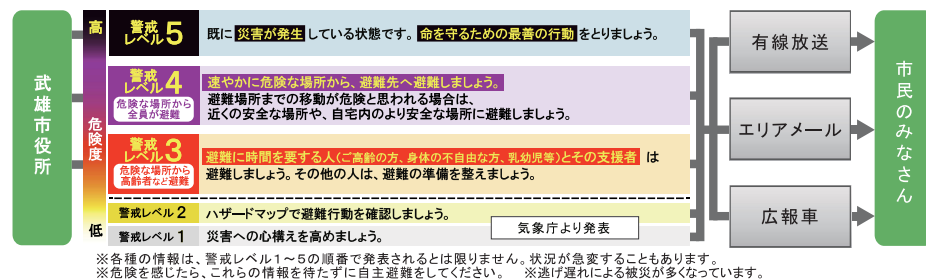 武雄市役所
高
危険度
低
警戒レベル5
既に災害が発生している状態です。命を守るための最善の行動をとりましょう。
警戒レベル4
危険な場所から
全員が避難
速やかに危険な場所から、避難先へ避難しましょう。
避難場所までの移動が危険と思われる場合は、
近くの安全な場所や、自宅内のより安全な場所に避難しましょう。
警戒レベル3
危険な場所から
高齢者など避難
避難に時間を要する人(ご高齢の方、身体の不自由な方、乳幼児等)とその支援者 は
避難しましょう。その他の人は、避難の準備を整えましょう。
警戒レベル2
ハザードマップで避難行動を確認しましょう。
警戒レベル1
災害への心構えを高めましょう。
気象庁より発表
有線放送
エリアメール
広報車
市民のみなさん
※各種の情報は、警戒レベル1〜5の順番で発表されるとは限りません。状況が急変することもあります。
※危険を感じたら、これらの情報を待たずに自主避難をしてください。 ※逃げ遅れによる被災が多くなっています。